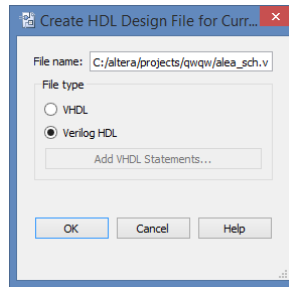 Create HDL Design File for Curr...
File name: C:/altera/projects/qwqw/alea_sch.v
File type
VHDL
Verilog HDL
Add VHDL Statements...
OK Cancel Help